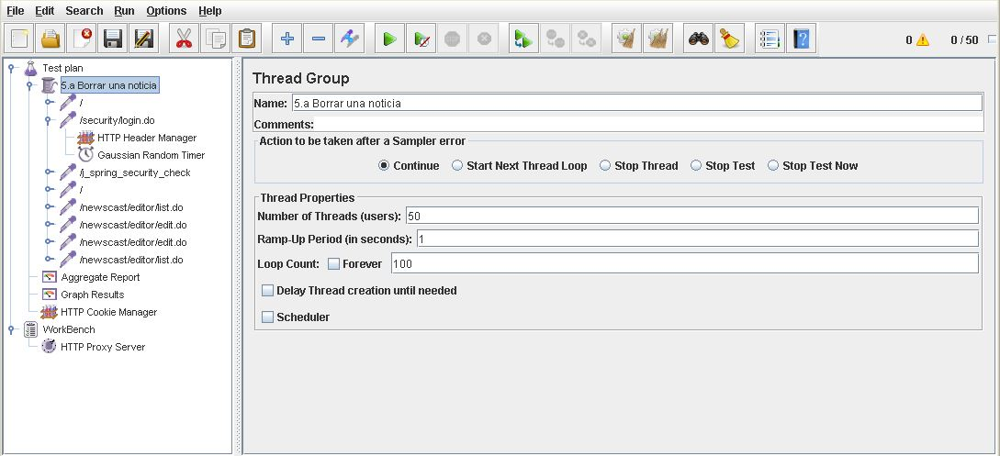 File Edit Search Run Options Help
0 0 / 50
Test plan
5.a Borrar una noticia
/
/security/login.do
HTTP Header Manager
Gaussian Random Timer
/j_spring_security_check
/
/newscast/editor/list.do
/newscast/editor/edit.do
/newscast/editor/edit.do
/newscast/editor/list.do
Aggregate Report
Graph Results
HTTP Cookie Manager
WorkBench
HTTP Proxy Server
Thread Group
Name: 5.a Borrar una noticia
Comments:
Action to be taken after a Sampler error
Continue Start Next Thread Loop Stop Thread Stop Test Stop Test Now
Thread Properties
Number of Threads (users): 50
Ramp-Up Period (in seconds): 1
Loop Count: Forever 100
Delay Thread creation until needed
Scheduler